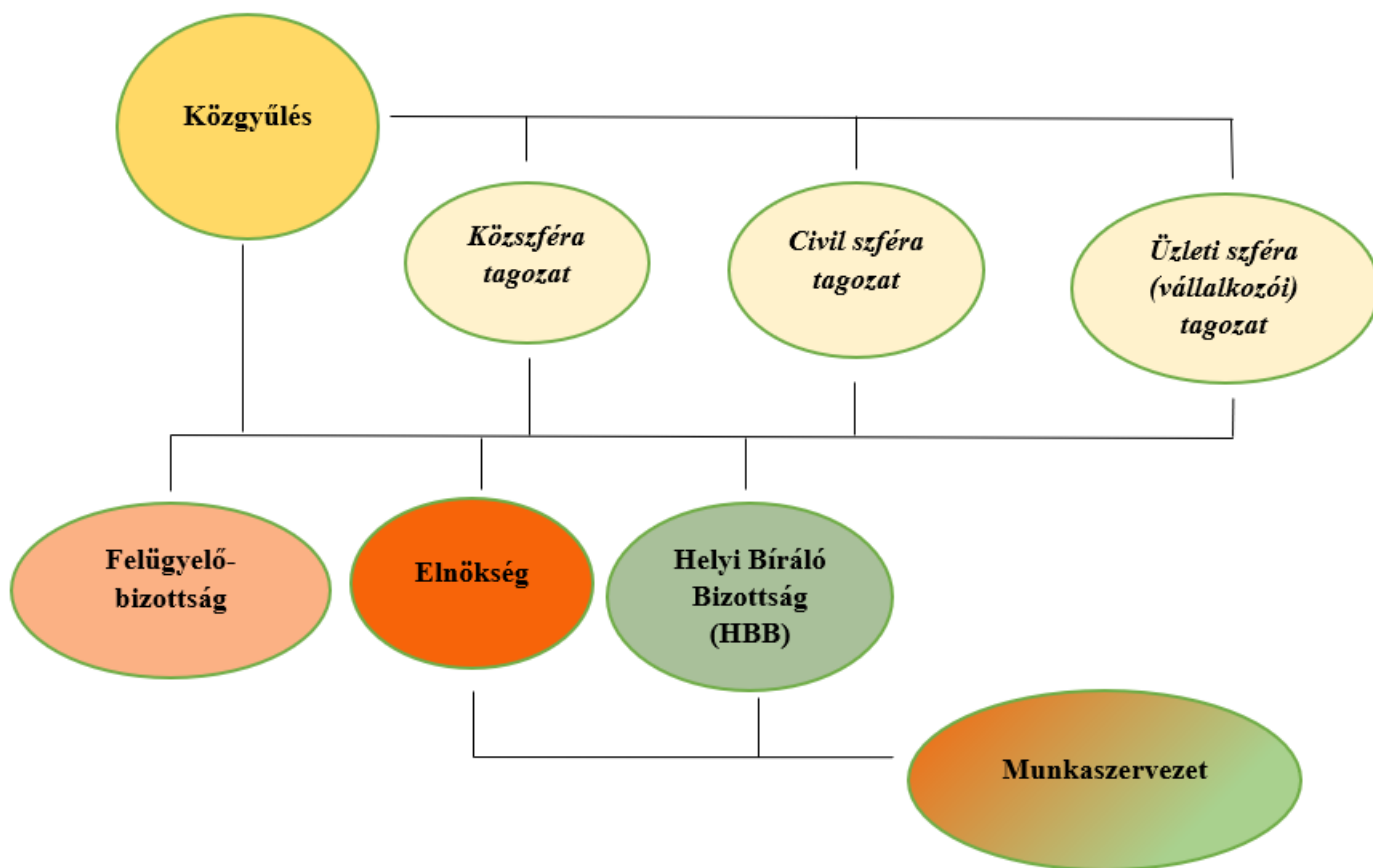 Közgyűlés
Közszféra
tagozat
Civil szféra
tagozat
Üzleti szféra
(vállalkozói)
tagozat
Felügyelő-
bizottság
Elnökség
Helyi Bíráló
Bizottság
(HBB)
Munkaszervezet